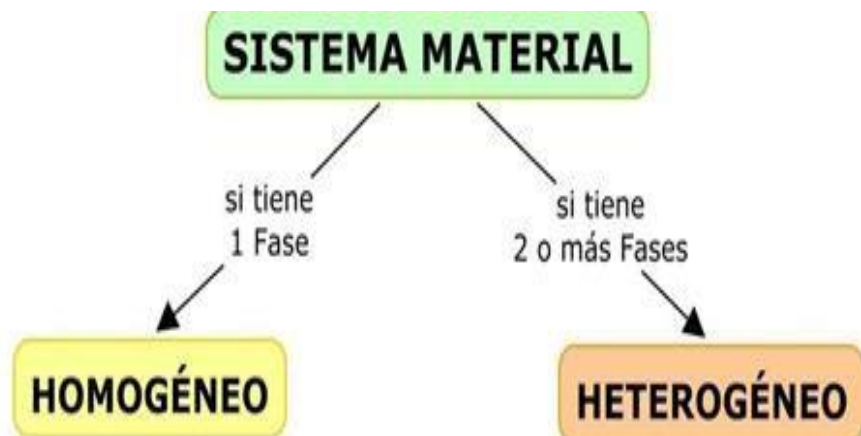 SISTEMA MATERIAL
si tiene
1 Fase
si tiene
2 o más Fases
HOMOGÉNEO
HETEROGÉNEO